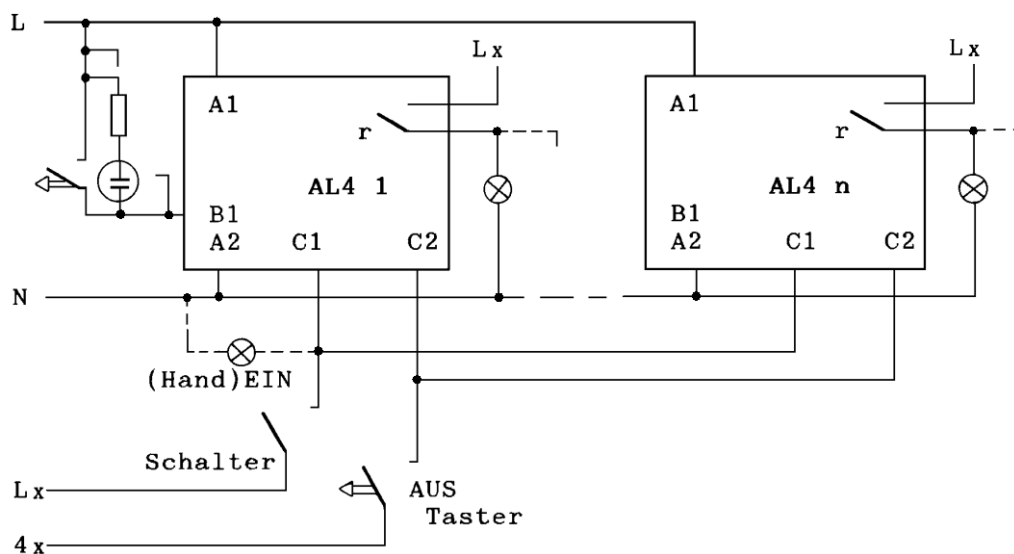 L
Lx
Lx
A1
A1
r
r
AL4 1
AL4 n
B1
B1
A2
C1
C2
A2
C1
C2
N
(Hand)EIN
Schalter
Lx
AUS
Taster
4x